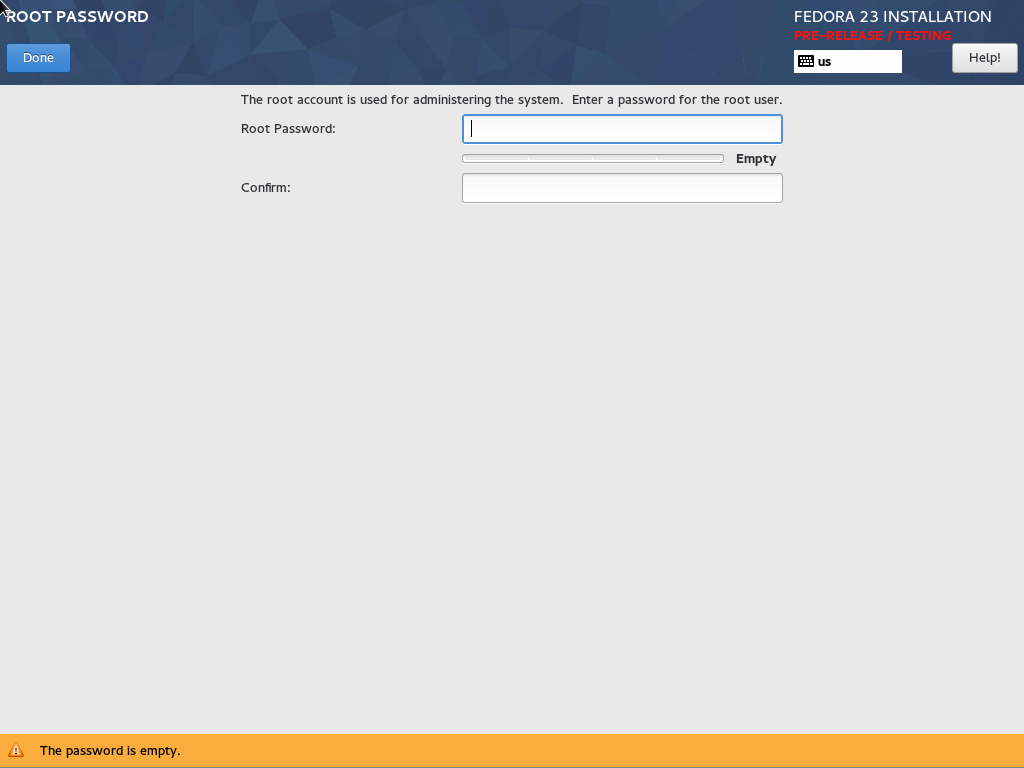 ROOT PASSWORD
FEDORA 23 INSTALLATION
PRE-RELEASE / TESTING
Done
us
Help!
The root account is used for administering the system.  Enter a password for the root user.
Root Password:
Empty
Confirm:
The password is empty.